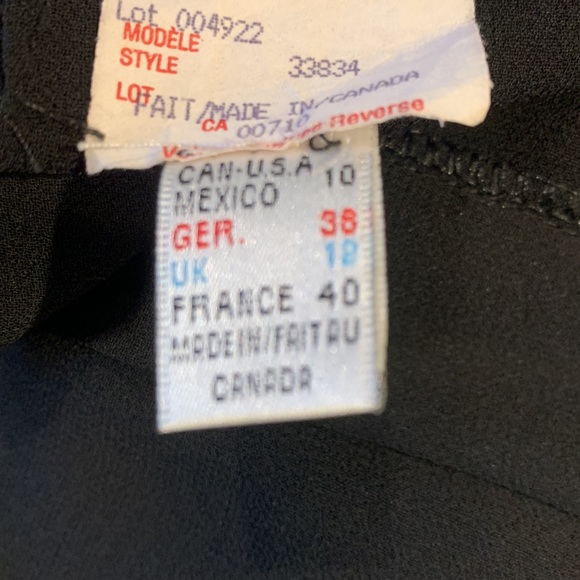 Lot 004922
MODÈLE
STYLE 33834
LOT
FAIT/MADE IN/CANADA
CA 00710
Reverse
CAN-U.S.A 10
MEXICO
GER. 38
UK 12
FRANCE 40
MADE IN/FAIT AU
CANADA